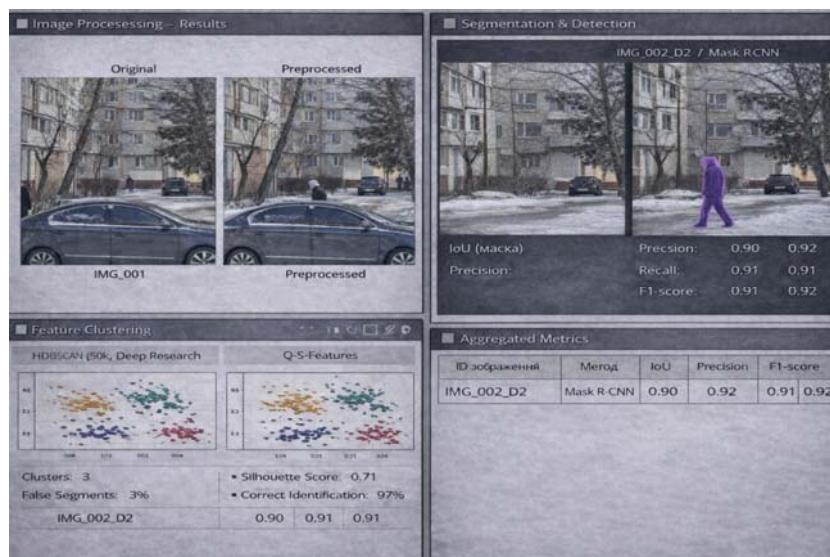 Image Procesessing – Results
Original Preprocessed
IMG_001 Preprocessed
Segmentation & Detection
IMG_002_D2 / Mask RCNN
IoU (маска) Precsion: 0.90 0.92
Precision: Recall: 0.91 0.91
F1-score: 0.91 0.92
Feature Clustering
HDBSCAN (50k, Deep Research Q-S-Features
Clusters: 3 • Silhouette Score: 0.71
False Segments: 3% • Correct Identification: 97%
IMG_002_D2 0.90 0.91 0.91
Aggregated Metrics
ID зображення Метод IoU Precision F1-score
IMG_002_D2 Mask R-CNN 0.90 0.92 0.91 0.92